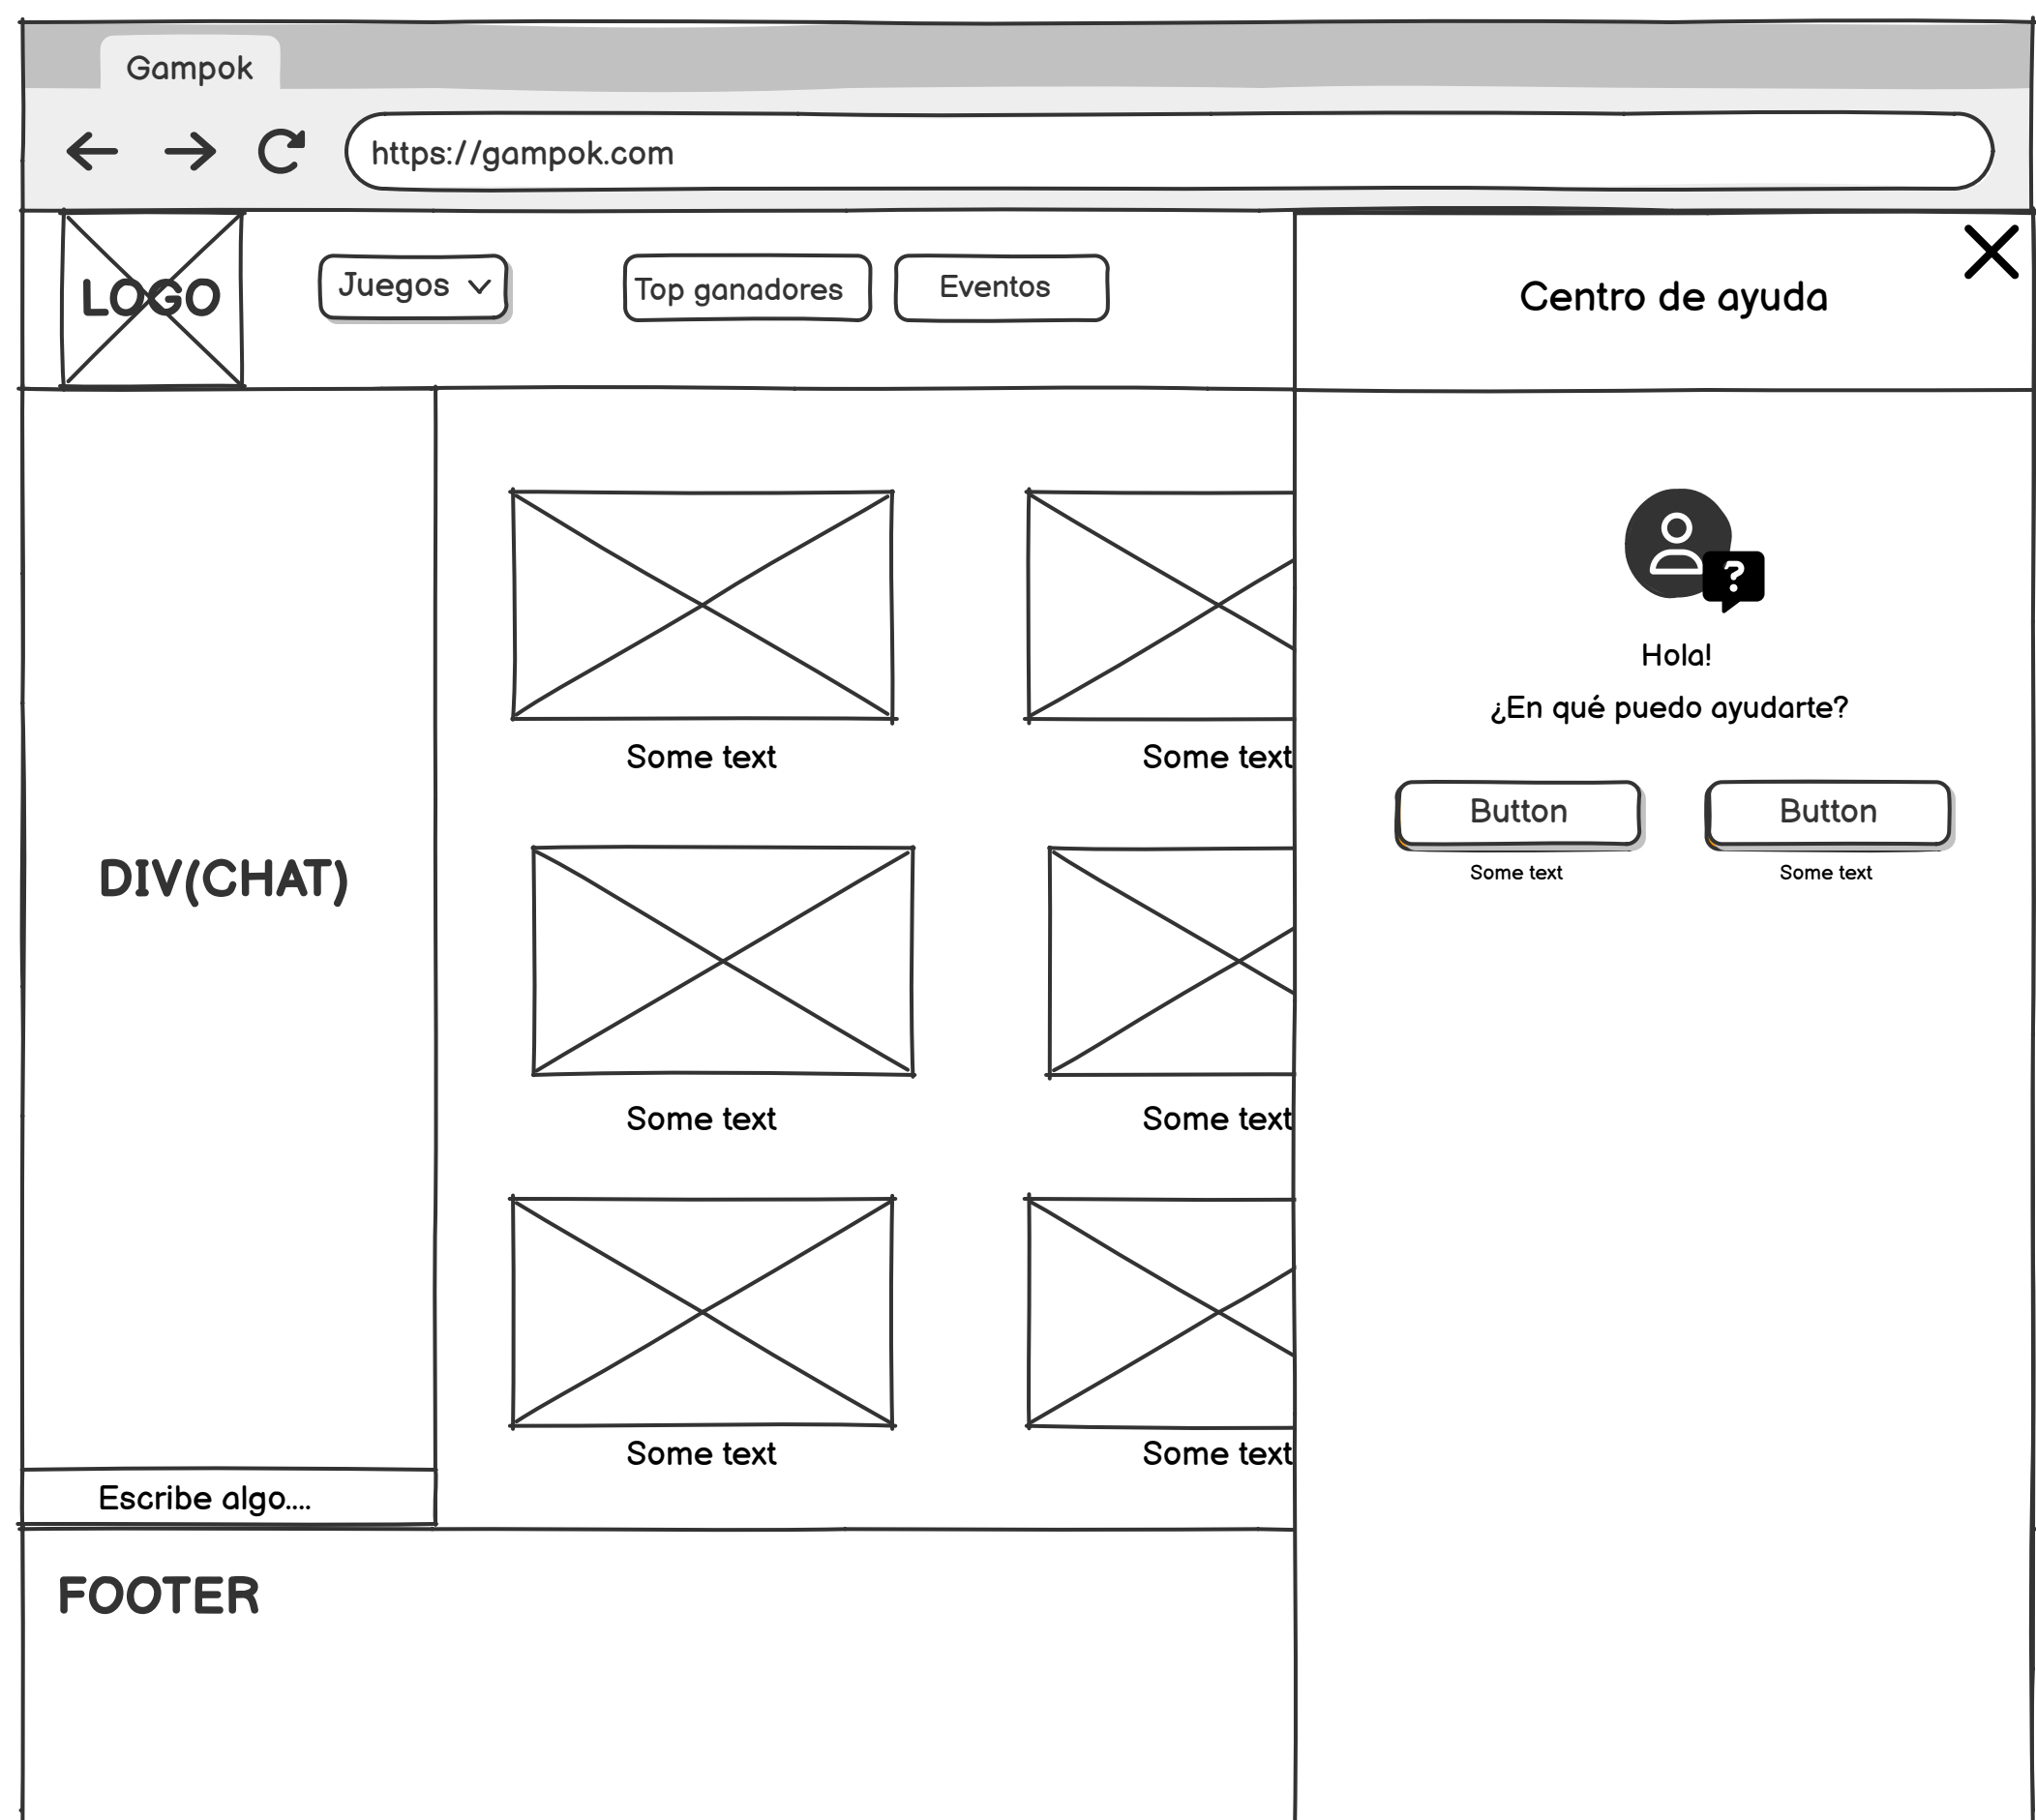 Gampok
https://gampok.com
LOGO
Juegos
Top ganadores
Eventos
Centro de ayuda
Hola!
¿En qué puedo ayudarte?
Some text
Some text
Button
Button
Some text
Some text
DIV(CHAT)
Some text
Some text
Some text
Some text
Escribe algo....
FOOTER